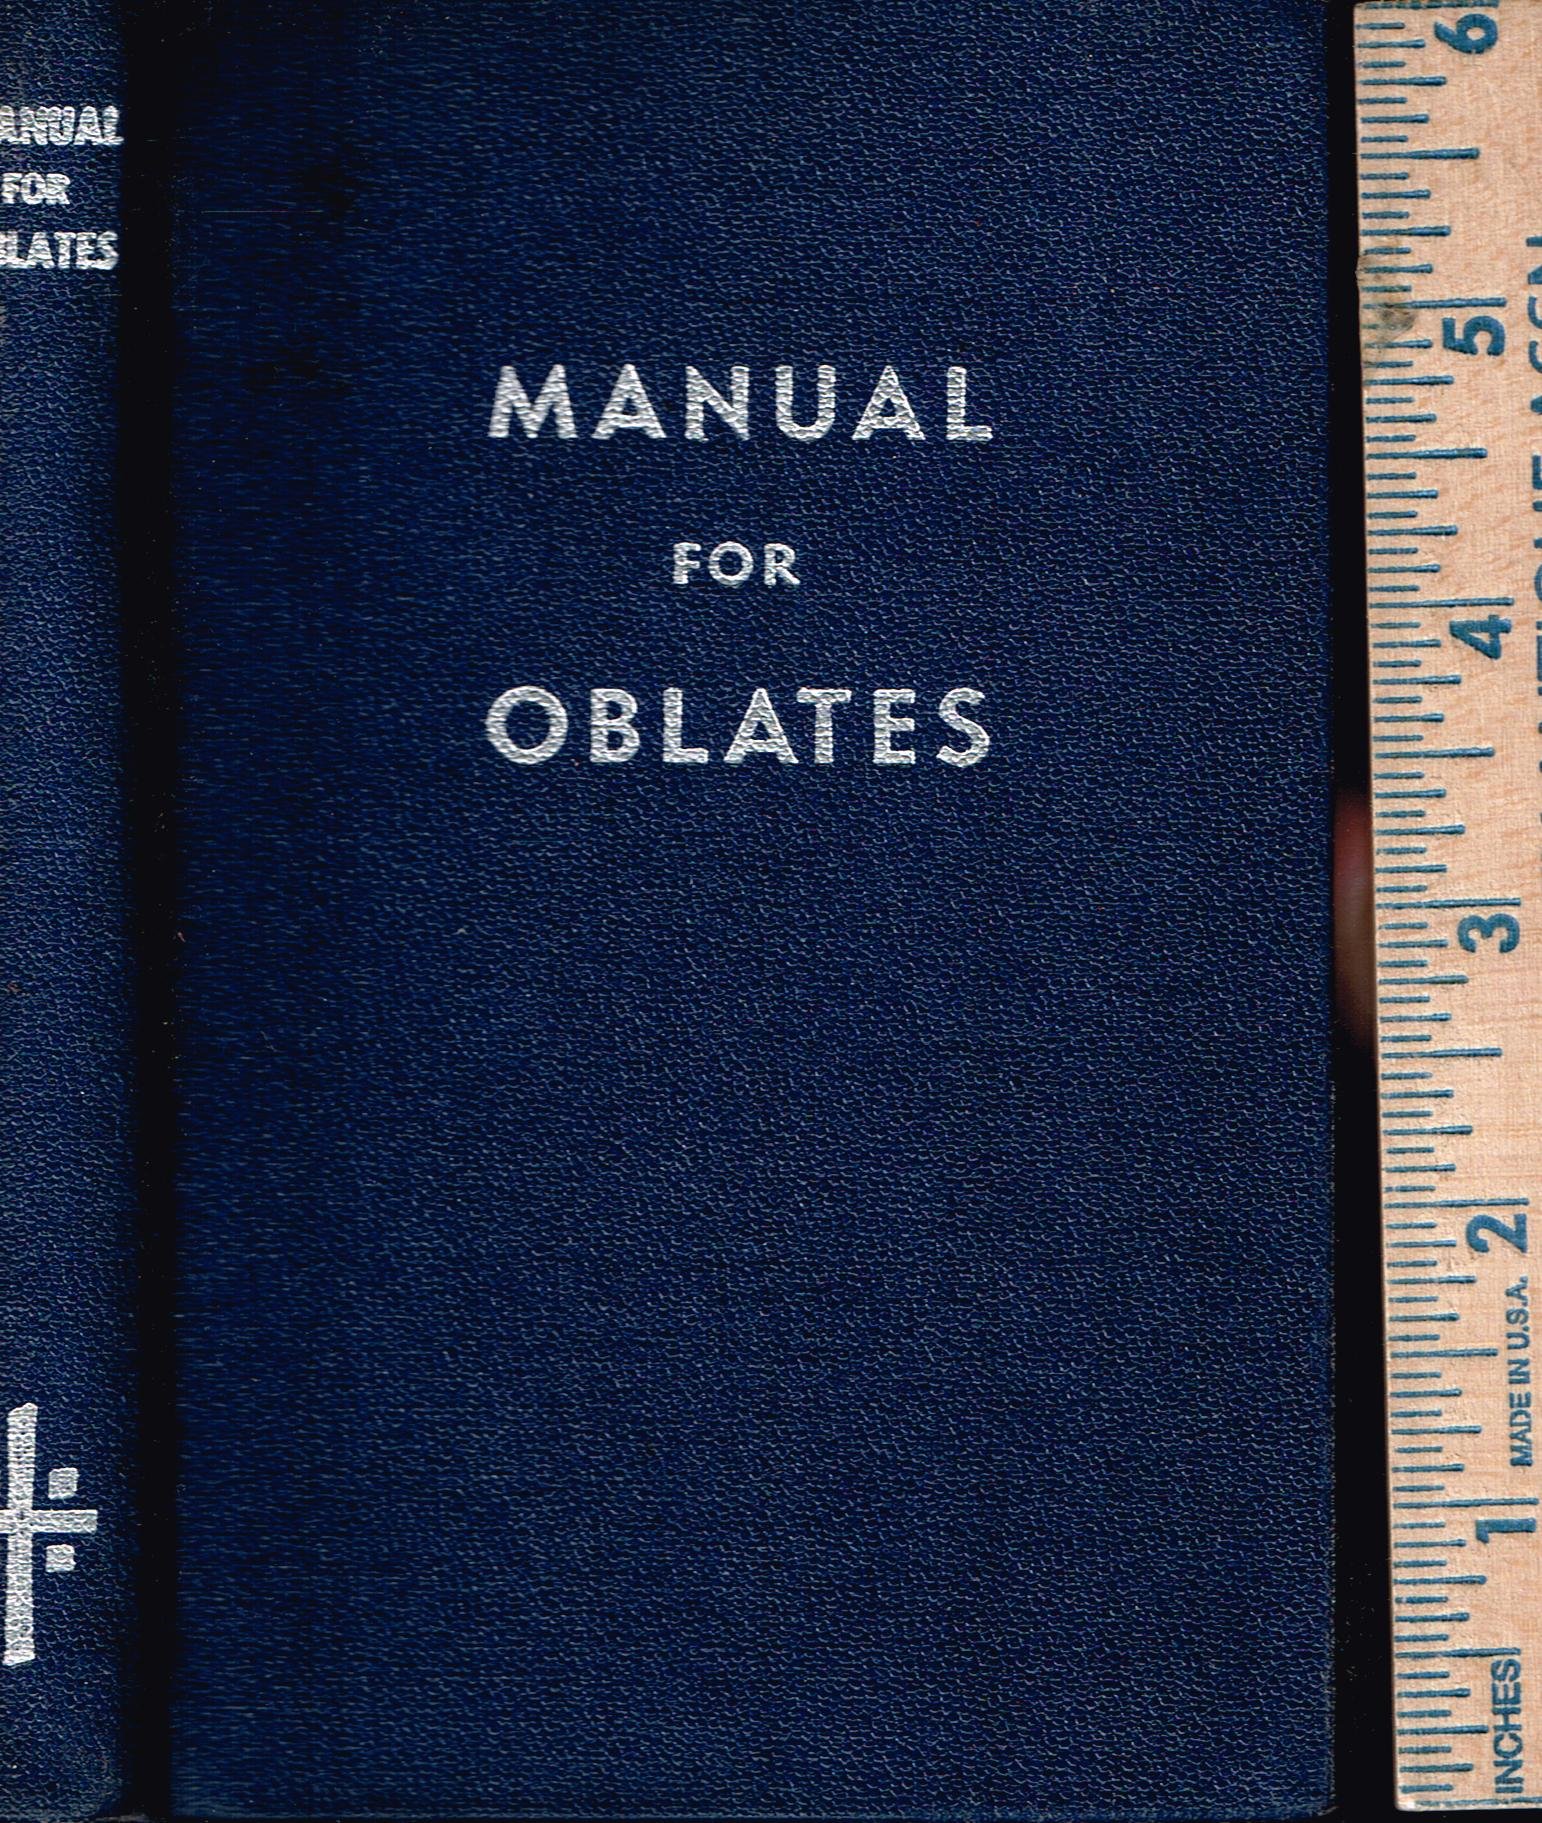 ANUAL
FOR
BLATES
MANUAL
FOR
OBLATES
6
5
4
3
2
1
MADE IN U.S.A.
INCHES